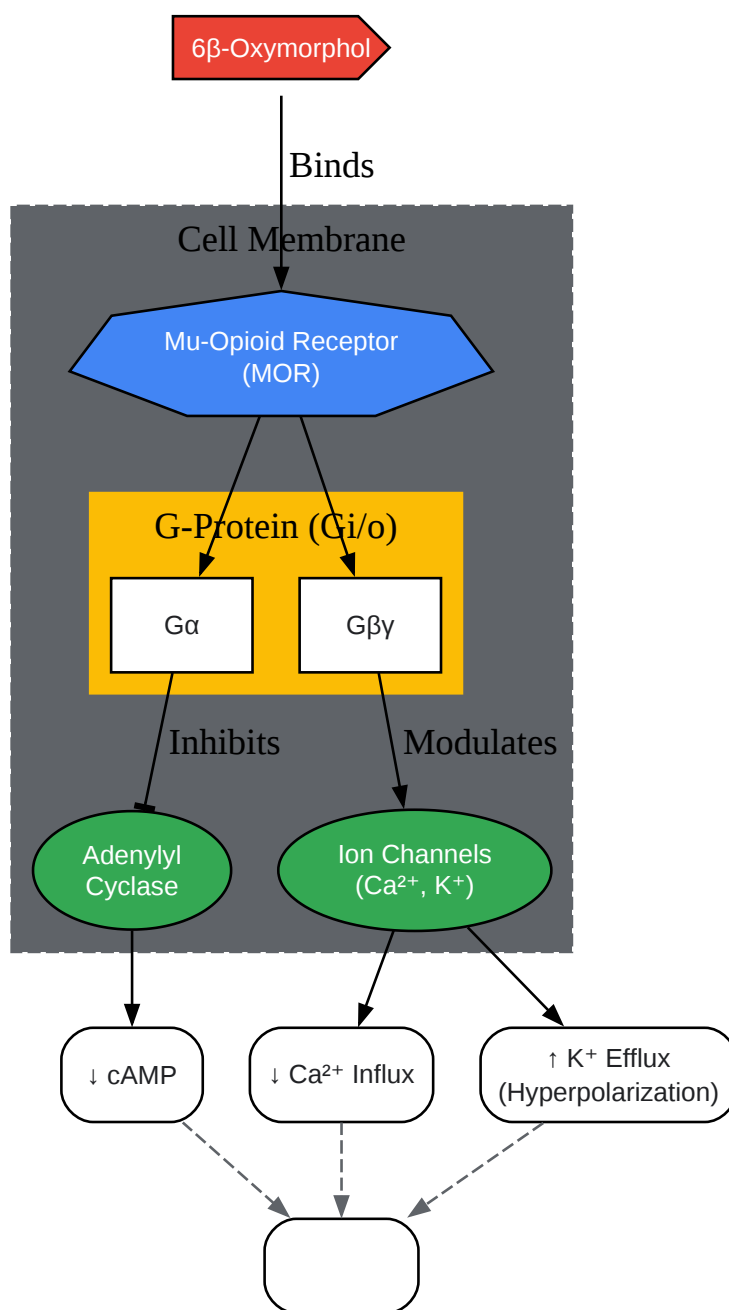 6β-Oxymorphol
Binds
Cell Membrane
Mu-Opioid Receptor
(MOR)
G-Protein (Gi/o)
Gα
Gβγ
Inhibits
Modulates
Adenylyl
Cyclase
Ion Channels
(Ca²⁺, K⁺)
↓ cAMP
↓ Ca²⁺ Influx
↑ K⁺ Efflux
(Hyperpolarization)